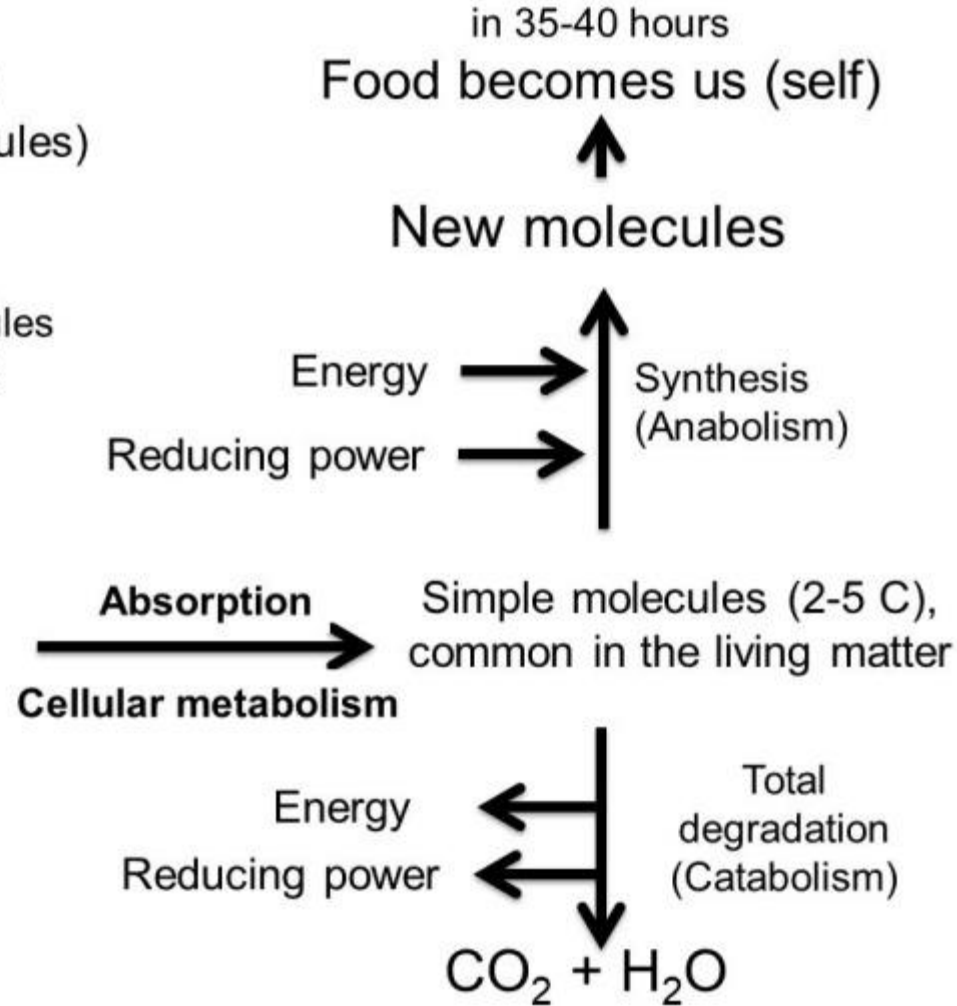 in 35-40 hours
Food becomes us (self)
New molecules
Energy
Synthesis
(Anabolism)
Reducing power
Absorption
Cellular metabolism
Simple molecules (2-5 C),
common in the living matter
Energy
Reducing power
Total
degradation
(Catabolism)
CO₂ + H₂O